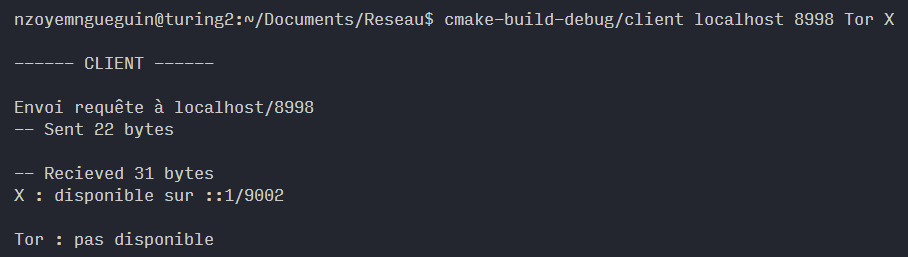 nzoyemngueguin@turing2:~/Documents/Reseau$ cmake-build-debug/client localhost 8998 Tor X
------ CLIENT ------
Envoi requête à localhost/8998
-- Sent 22 bytes
-- Recieved 31 bytes
X : disponible sur ::1/9002
Tor : pas disponible